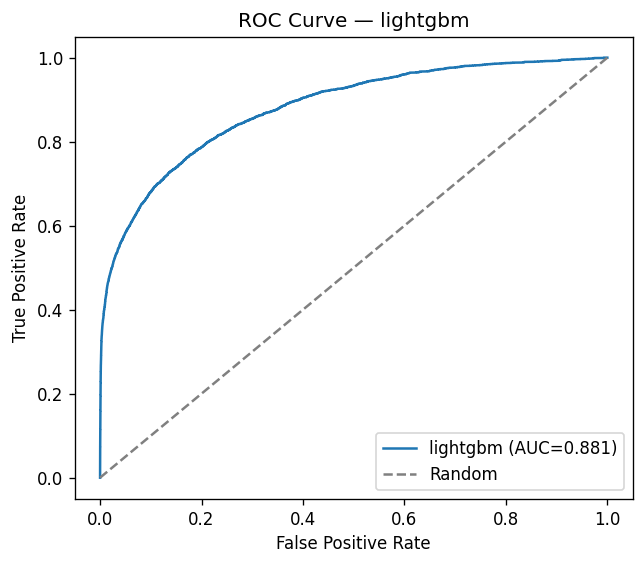 ROC Curve — lightgbm
1.0
0.8
0.6
0.4
0.2
0.0
True Positive Rate
lightgbm (AUC=0.881)
Random
0.0 0.2 0.4 0.6 0.8 1.0
False Positive Rate